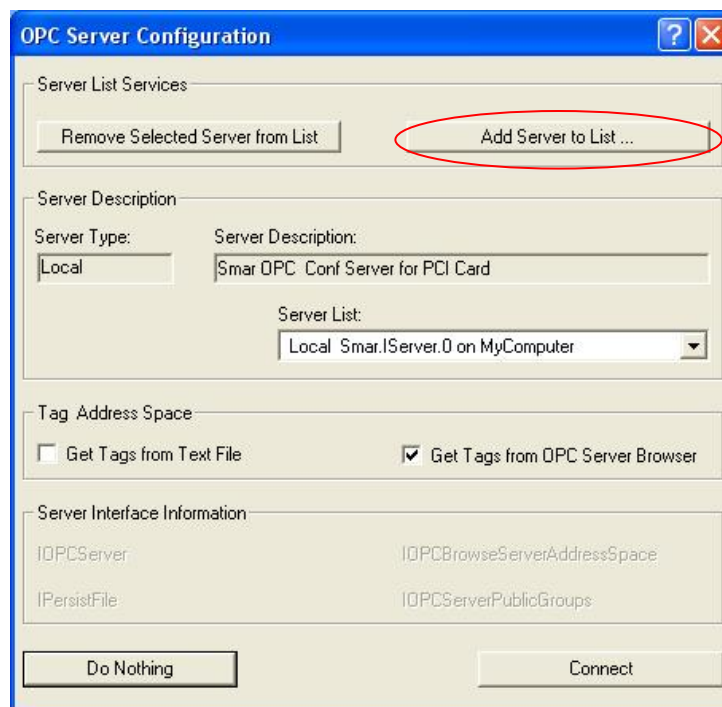 OPC Server Configuration
Server List Services
Remove Selected Server from List
Add Server to List ...
Server Description
Server Type:
Server Description:
Local
Smar OPC Conf Server for PCI Card
Server List:
Local Smar.IServer.0 on MyComputer
Tag Address Space
Get Tags from Text File
Get Tags from OPC Server Browser
Server Interface Information
IOPCServer
IOPCBrowseServerAddressSpace
IPersistFile
IOPCServerPublicGroups
Do Nothing
Connect